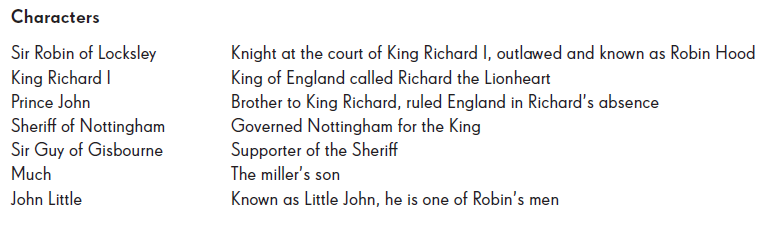 Characters
Sir Robin of Locksley Knight at the court of King Richard I, outlawed and known as Robin Hood
King Richard I King of England called Richard the Lionheart
Prince John Brother to King Richard, ruled England in Richard's absence
Sheriff of Nottingham Governed Nottingham for the King
Sir Guy of Gisbourne Supporter of the Sheriff
Much The miller's son
John Little Known as Little John, he is one of Robin's men